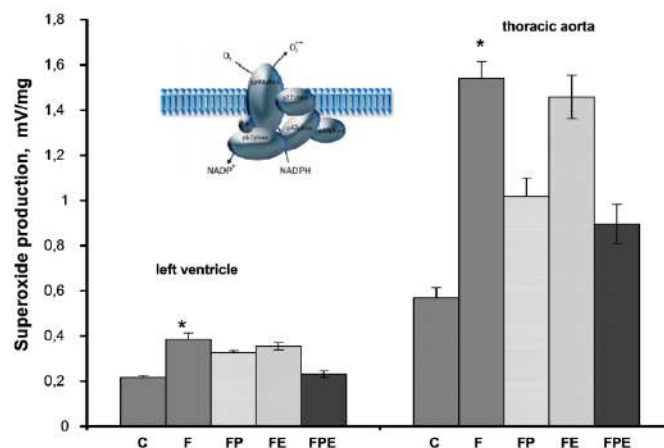 Superoxide production, mV/mg
1,8
1,6
1,4
1,2
1
0,8
0,6
0,4
0,2
0
thoracic aorta
left ventricle
*
*
O₂
NADP⁺
NADPH
C F FP FE FPE
C F FP FE FPE